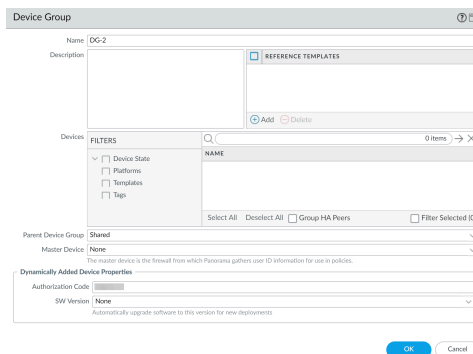 Device Group
Name DG-2
Description
REFERENCE TEMPLATES
Add Delete
Devices
FILTERS
0 items
NAME
Device State
Platforms
Templates
Tags
Select All Deselect All Group HA Peers Filter Selected (0
Parent Device Group Shared
Master Device None
The master device is the firewall from which Panorama gathers user ID information for use in policies.
Dynamically Added Device Properties
Authorization Code
SW Version None
Automatically upgrade software to this version for new deployments
OK Cancel